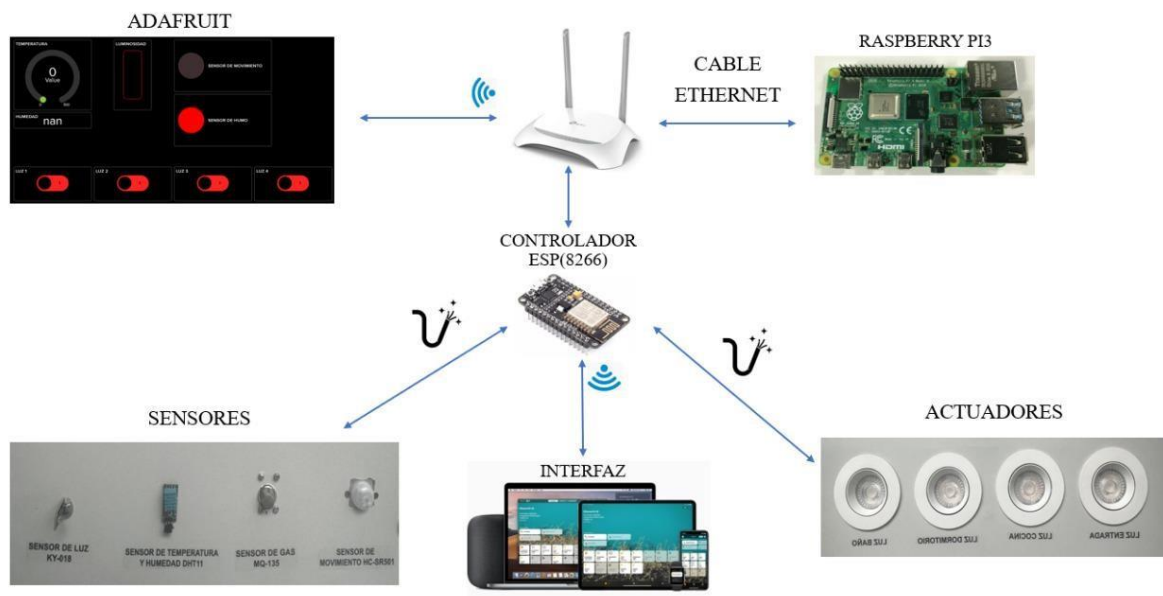 ADAFRUIT
TEMPERATURA
0
Value
HUMEDAD
nan
LUMINOSIDAD
SENSOR DE MOVIMIENTO
SENSOR DE HUMO
LUZ 1
LUZ 2
LUZ 3
LUZ 4
CABLE
ETHERNET
RASPBERRY PI3
HDMI
CONTROLADOR
ESP(8266)
SENSORES
SENSOR DE LUZ
KY-018
SENSOR DE TEMPERATURA
Y HUMEDAD DHT11
SENSOR DE GAS
MQ-135
SENSOR DE
MOVIMIENTO HC-SR501
INTERFAZ
ACTUADORES
LUZ BAÑO
LUZ DORMITORIO
LUZ COCINA
LUZ ENTRADA